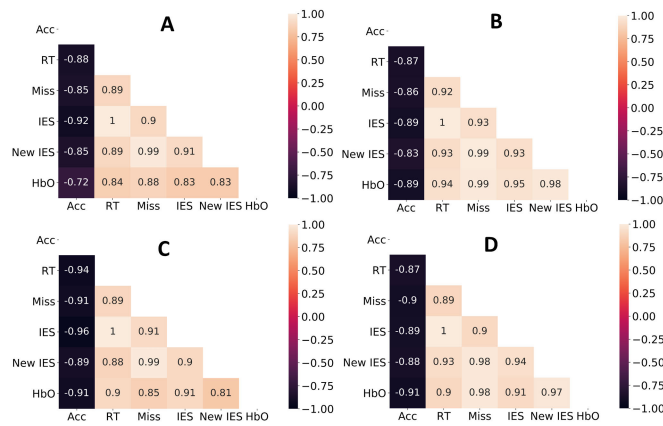 A
Acc
RT -0.88
Miss -0.85 0.89
IES -0.92 1 0.9
New IES -0.85 0.89 0.99 0.91
HbO -0.72 0.84 0.88 0.83 0.83
Acc RT Miss IES New IES HbO
1.00
0.75
0.50
0.25
0.00
−0.25
−0.50
−0.75
−1.00
B
Acc
RT -0.87
Miss -0.86 0.92
IES -0.89 1 0.93
New IES -0.83 0.93 0.99 0.93
HbO -0.89 0.94 0.99 0.95 0.98
Acc RT Miss IES New IES HbO
1.00
0.75
0.50
0.25
0.00
−0.25
−0.50
−0.75
−1.00
C
Acc
RT -0.94
Miss -0.91 0.89
IES -0.96 1 0.91
New IES -0.89 0.88 0.99 0.9
HbO -0.91 0.9 0.85 0.91 0.81
Acc RT Miss IES New IES HbO
1.00
0.75
0.50
0.25
0.00
−0.25
−0.50
−0.75
−1.00
D
Acc
RT -0.87
Miss -0.9 0.89
IES -0.89 1 0.9
New IES -0.88 0.93 0.98 0.94
HbO -0.91 0.9 0.98 0.91 0.97
Acc RT Miss IES New IES HbO
1.00
0.75
0.50
0.25
0.00
−0.25
−0.50
−0.75
−1.00